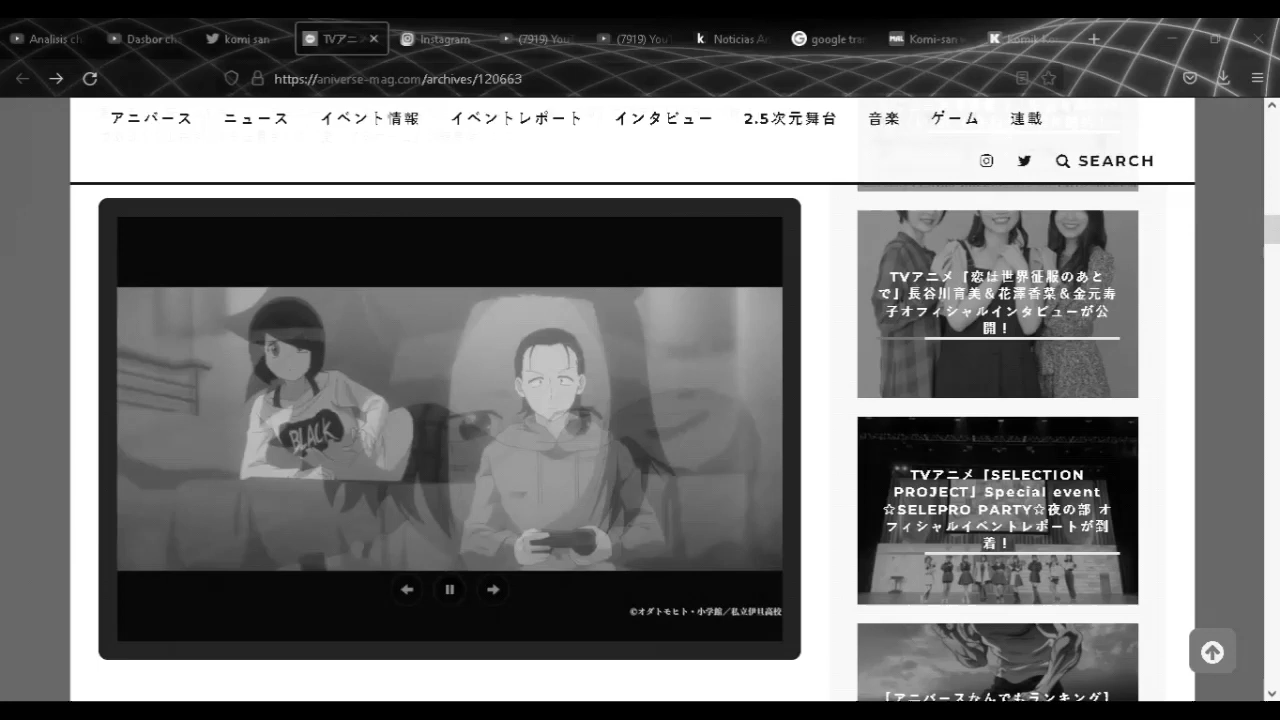 Analisis ch
Dasbor cha
komi san
TVアニ
Instagram
(7919) You
(7919) You
Noticias An
google tra
Komi-san
Komik Ko
https://aniverse-mag.com/archives/120663
アニバース ニュース イベント情報 イベントレポート インタビュー 2.5次元舞台 音楽 ゲーム 連載
SEARCH
BLACK
©オダトモヒト・小学館／私立伊旦高校
TVアニメ『恋は世界征服のあと
で』長谷川育美＆花澤香菜＆金元寿
子オフィシャルインタビューが公
開！
TVアニメ『SELECTION
PROJECT』Special event
☆SELEPRO PARTY☆夜の部 オ
フィシャルイベントレポートが到
着！
【アニバースなんでもランキング】